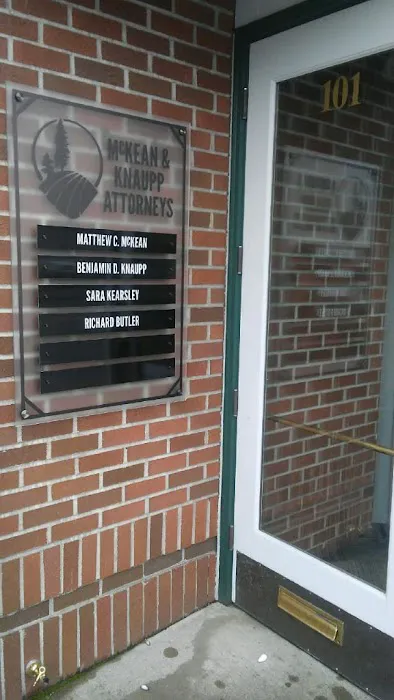 McKEAN &
KNAUPP
ATTORNEYS
MATTHEW C. McKEAN
BENJAMIN D. KNAUPP
SARA KEARSLEY
RICHARD BUTLER
101